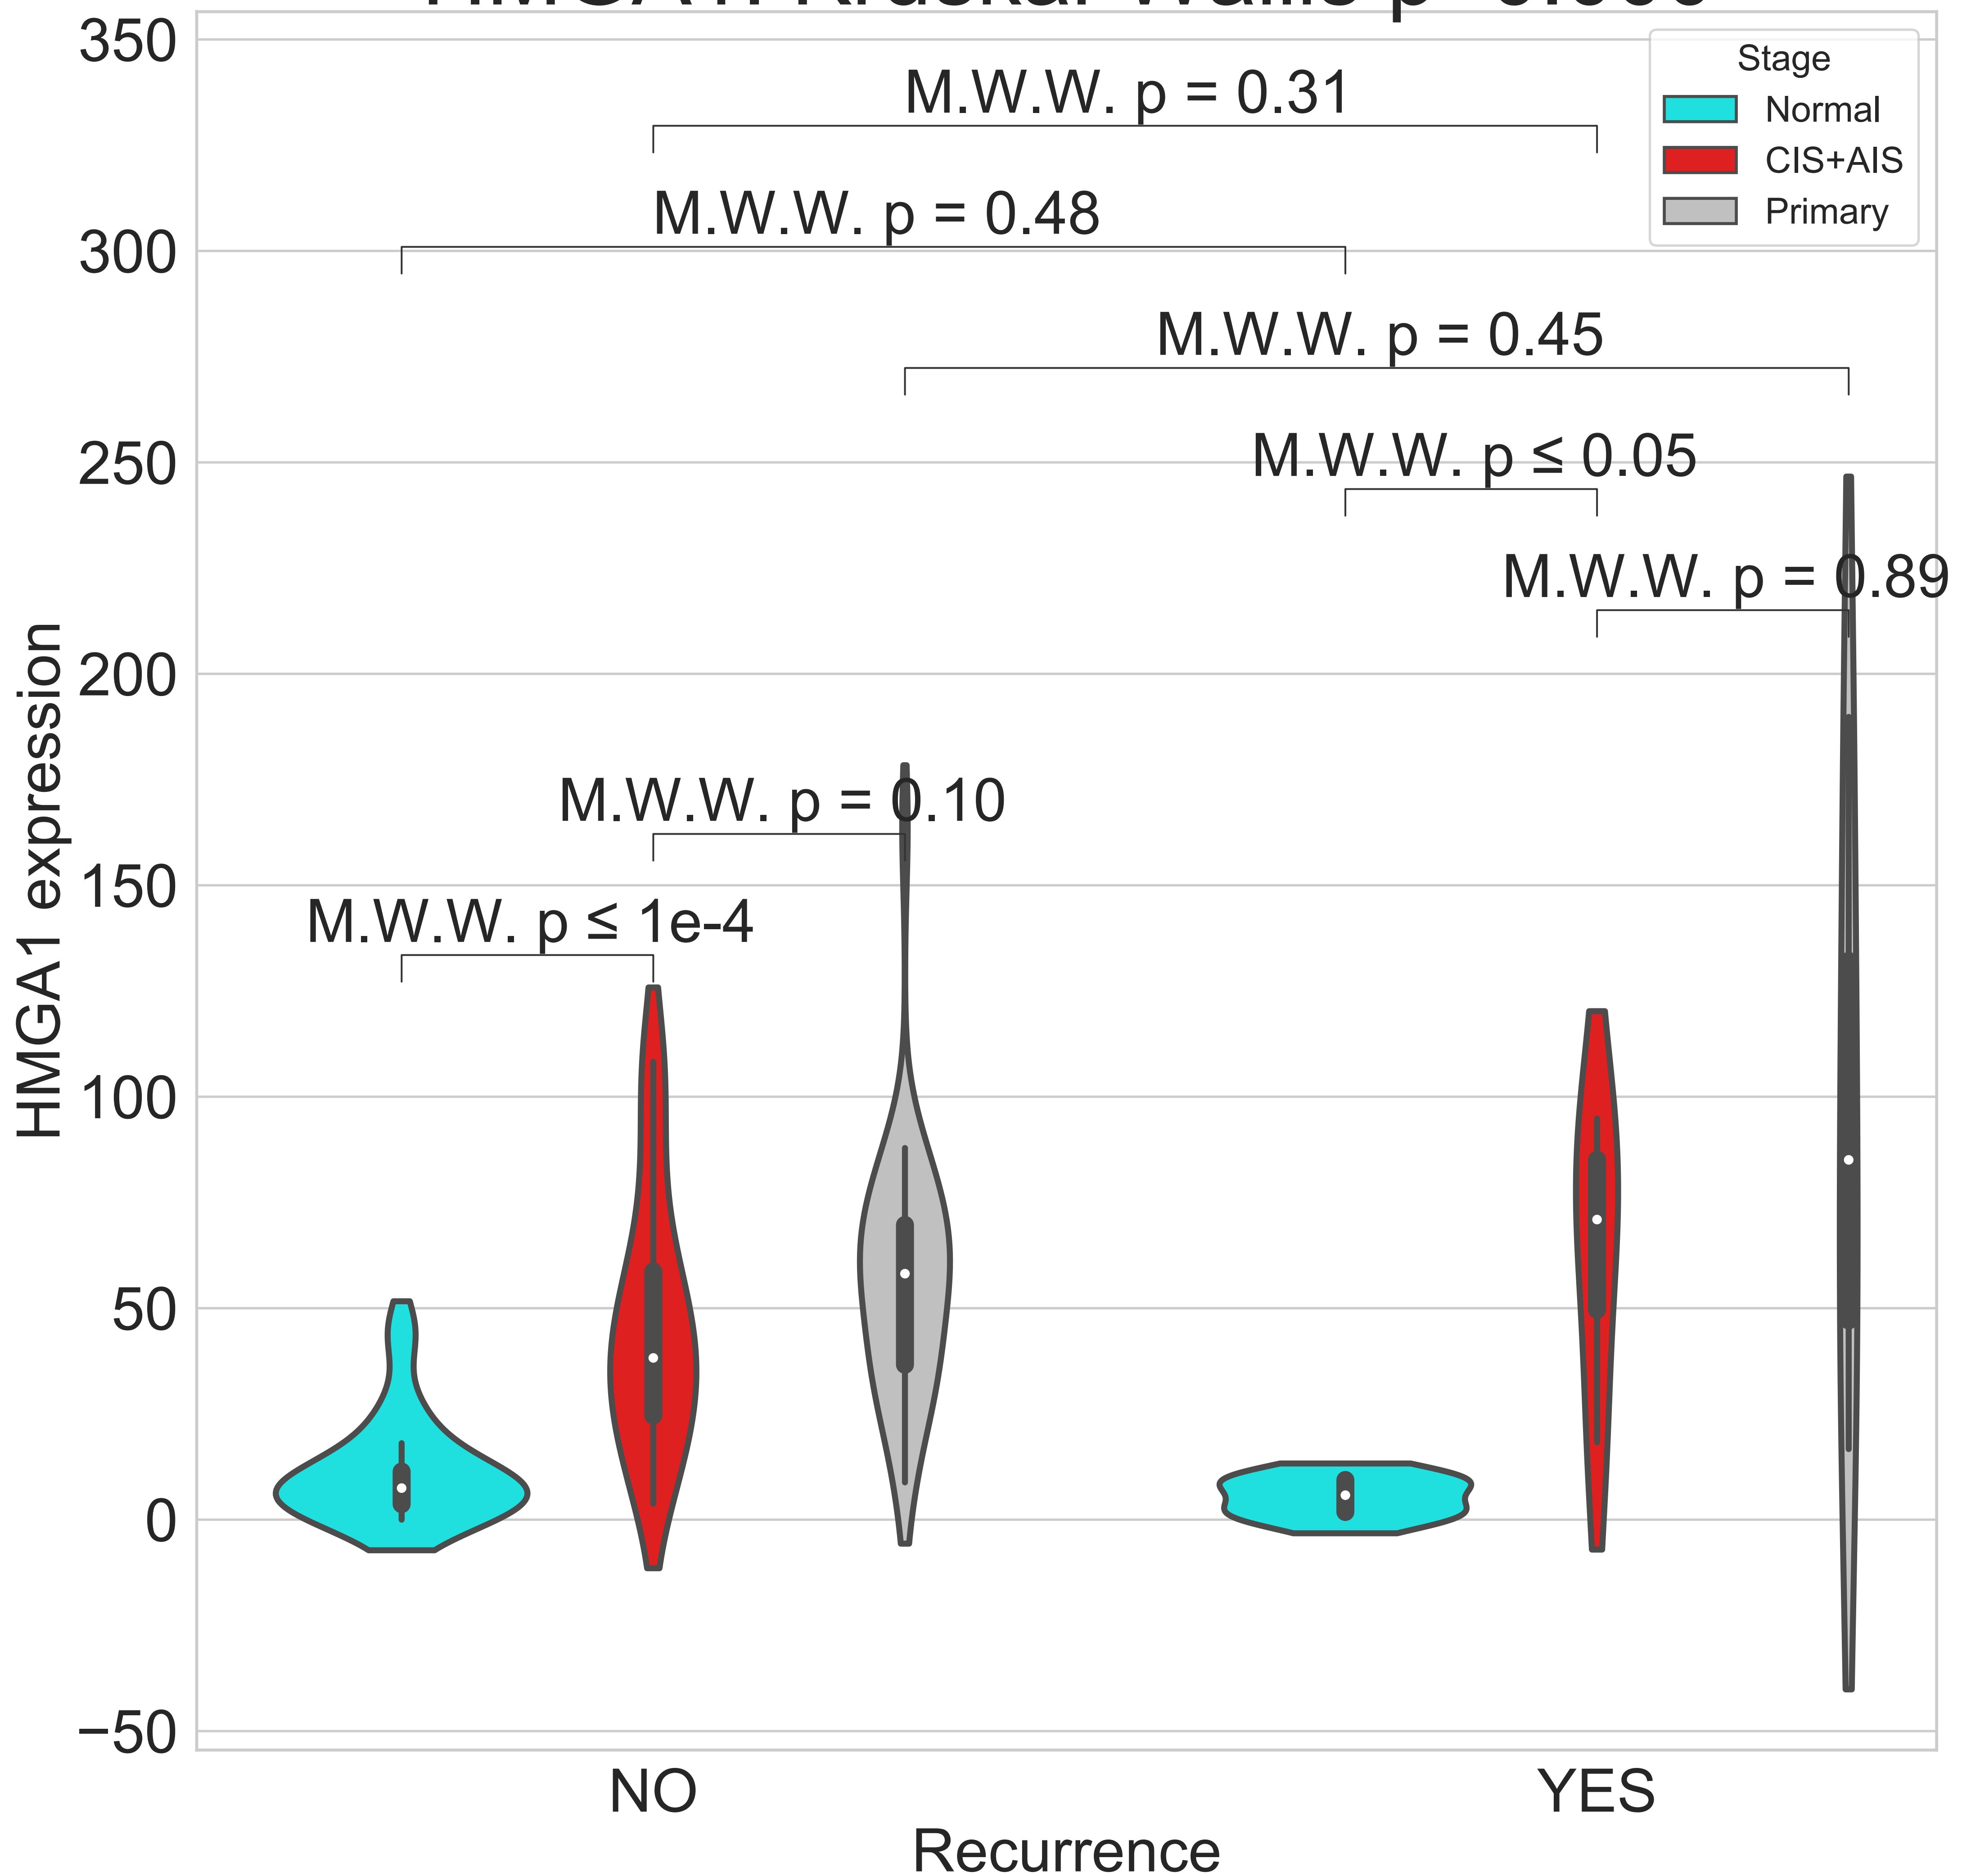 350
300
250
200
150
100
50
0
−50
HMGA1 expression
M.W.W. p = 0.31
M.W.W. p = 0.48
M.W.W. p = 0.45
M.W.W. p ≤ 0.05
M.W.W. p = 0.89
M.W.W. p = 0.10
M.W.W. p ≤ 1e-4
Stage
Normal
CIS+AIS
Primary
NO
YES
Recurrence